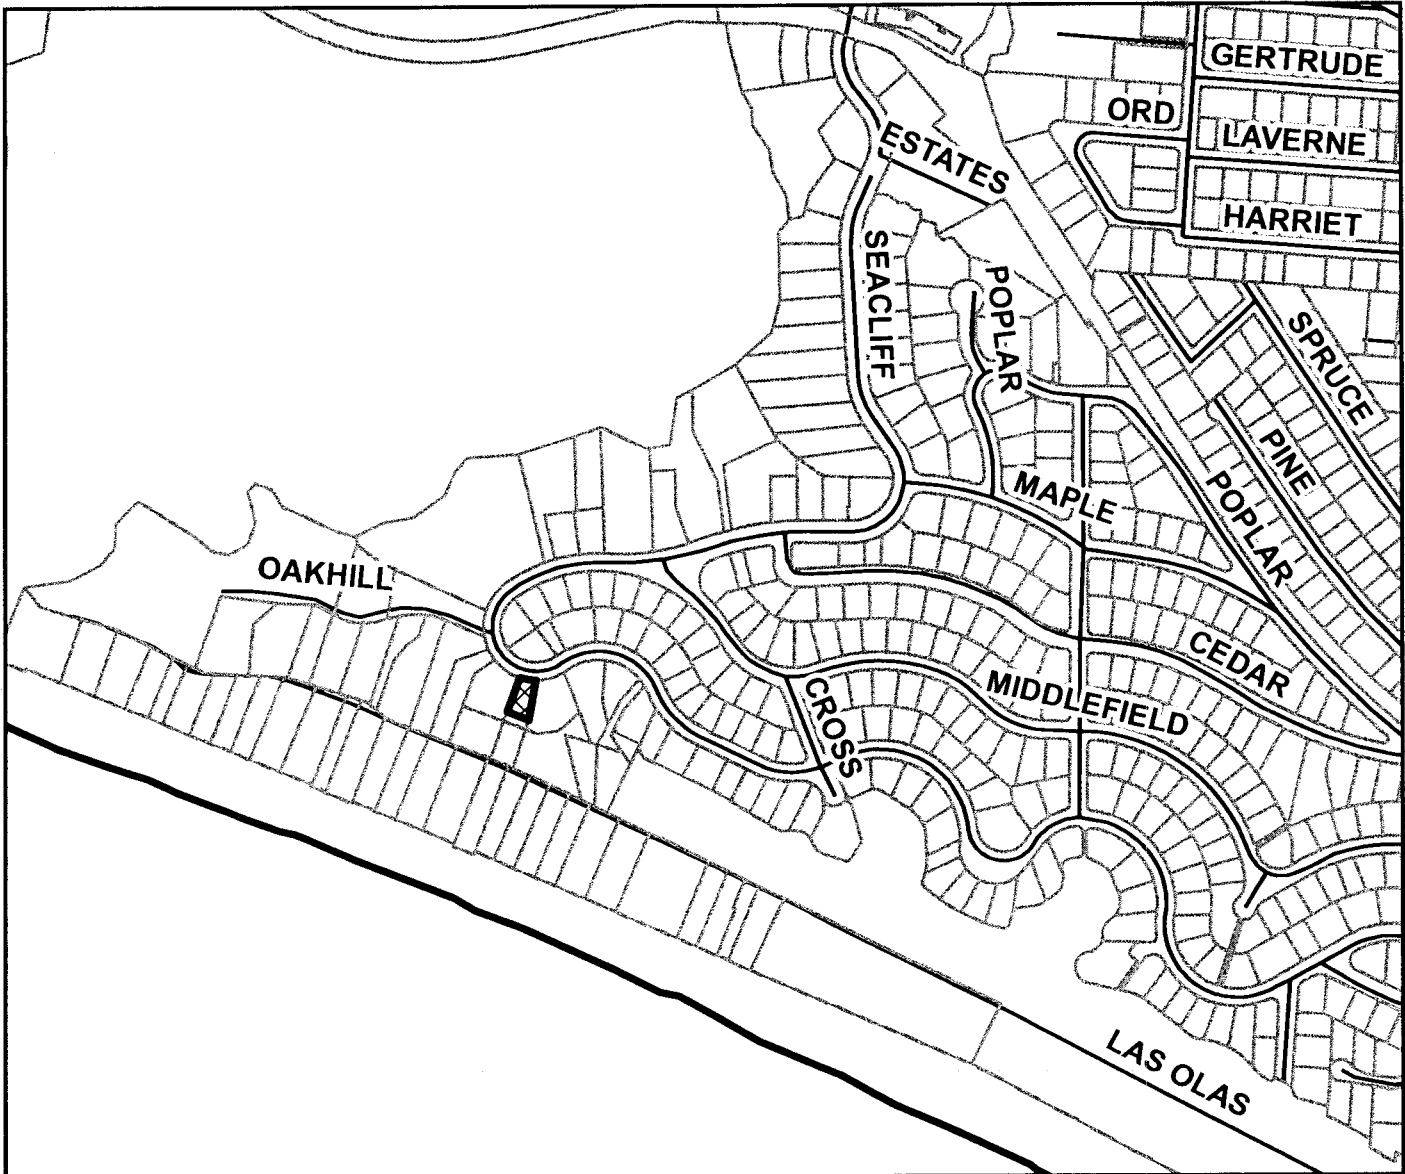 GERTRUDE
ORD
LAVERNE
ESTATES
HARRIET
SEACLIFF
POPLAR
SPRUCE
PINE
MAPLE
POPLAR
OAKHILL
CEDAR
MIDDLEFIELD
CROSS
LAS OLAS